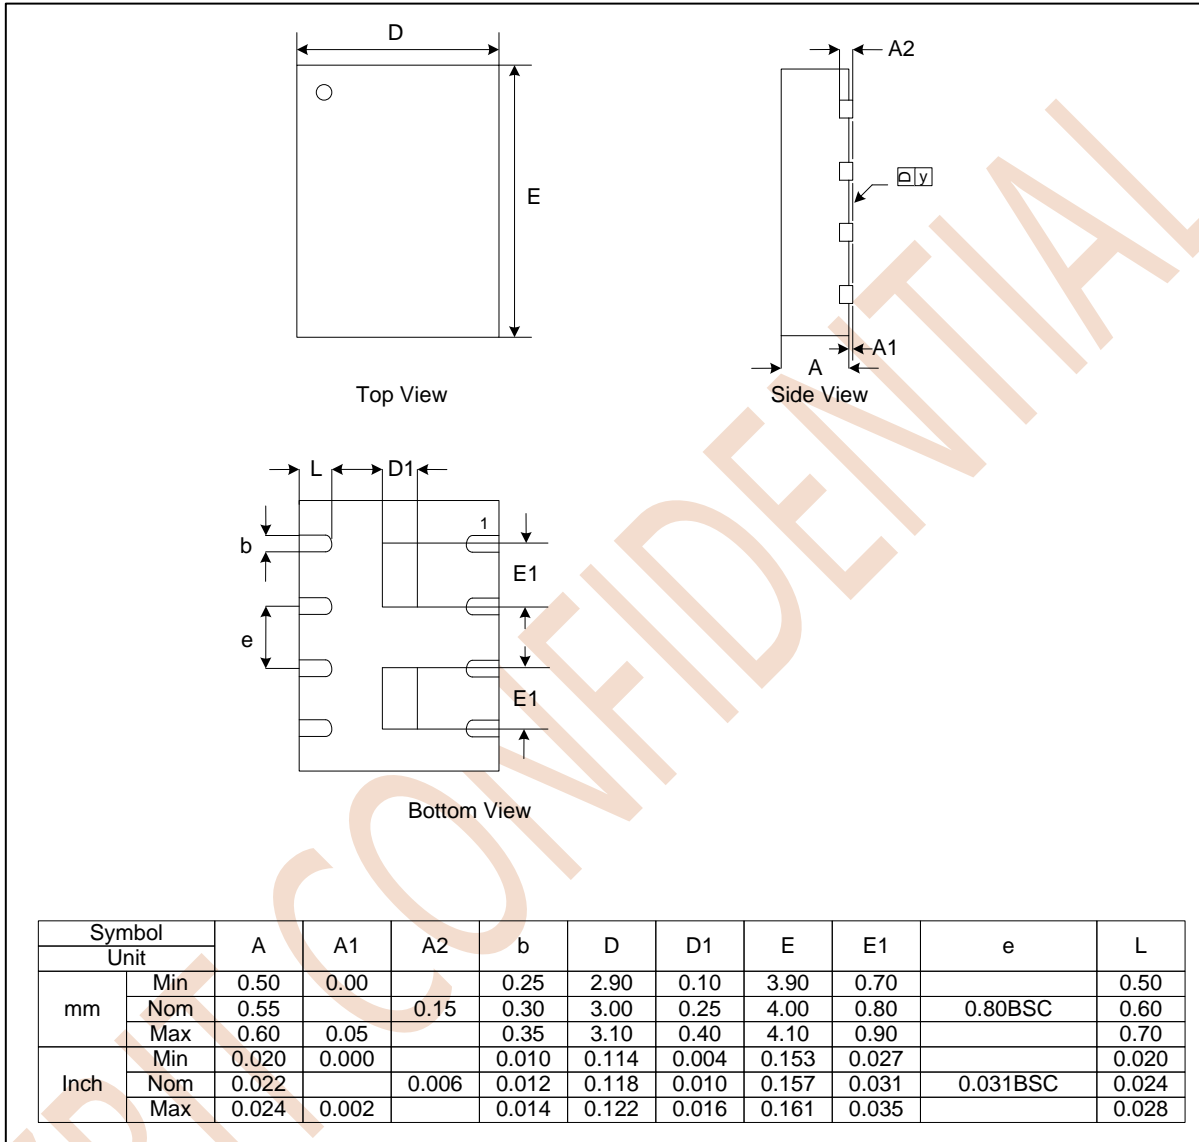 D
A2
E
D y
A1
A
Top View
Side View
L
D1
1
b
E1
e
E1
Bottom View
Symbol A A1 A2 b D D1 E E1 e L
Unit
mm Min 0.50 0.00 0.25 2.90 0.10 3.90 0.70 0.50
Nom 0.55 0.15 0.30 3.00 0.25 4.00 0.80 0.80BSC 0.60
Max 0.60 0.05 0.35 3.10 0.40 4.10 0.90 0.70
Inch Min 0.020 0.000 0.010 0.114 0.004 0.153 0.027 0.020
Nom 0.022 0.006 0.012 0.118 0.010 0.157 0.031 0.031BSC 0.024
Max 0.024 0.002 0.014 0.122 0.016 0.161 0.035 0.028
CONFIDENTIAL